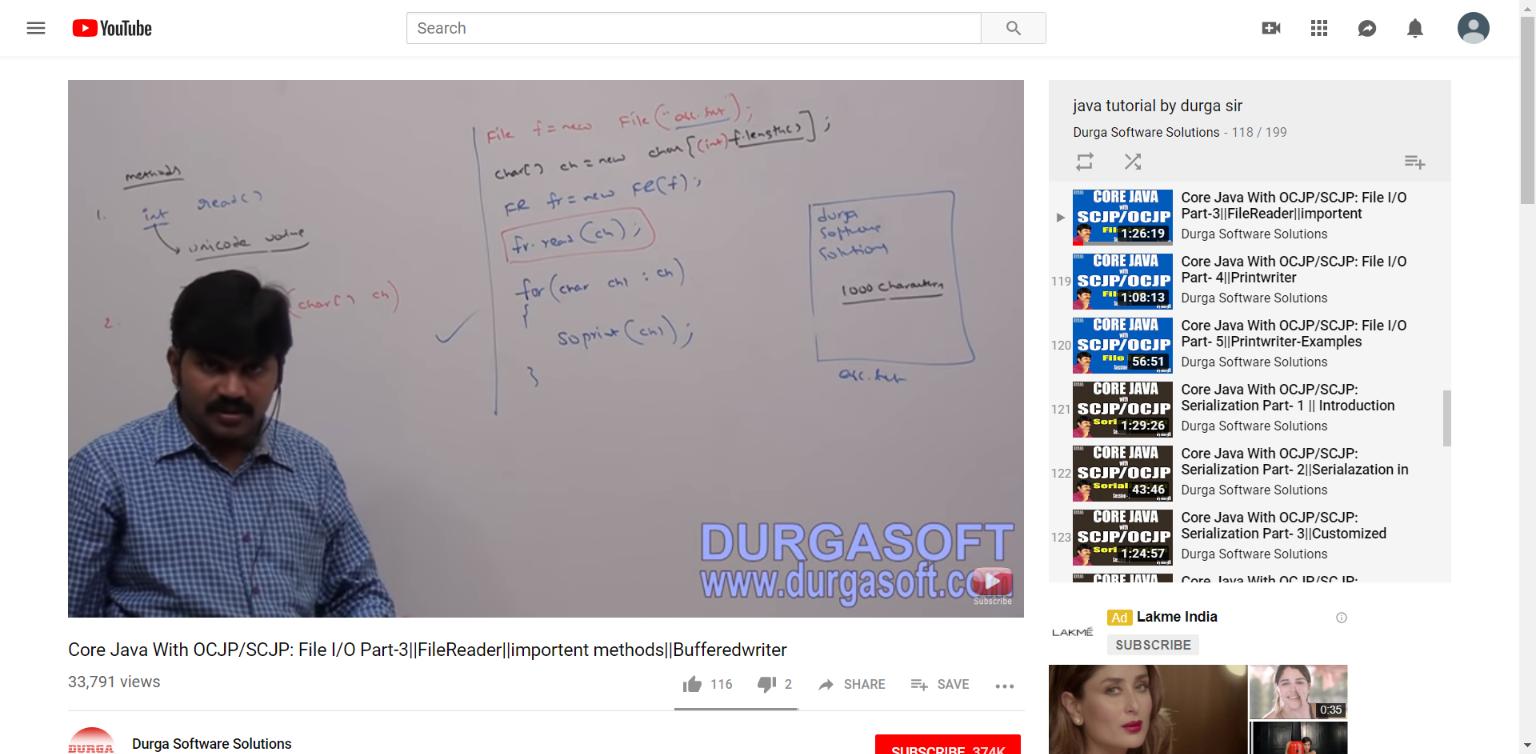 YouTube
Search
methods
1. int read()
unicode value
2. (char[] ch)
File f=new File("abc.txt");
char[] ch=new char[(int)f.length()];
FR fr=new FR(f);
fr.read(ch);
for(char ch1 : ch)
{
soprint(ch1);
}
durga
software
solutions
1000 characters
abc.txt
DURGASOFT
www.durgasoft.com
Subscribe
Core Java With OCJP/SCJP: File I/O Part-3||FileReader||importent methods||Bufferedwriter
33,791 views
116
2
SHARE
SAVE
DURGA
Durga Software Solutions
SUBSCRIBE 374K
java tutorial by durga sir
Durga Software Solutions - 118 / 199
CORE JAVA
with
SCJP/OCJP
1:26:19
Core Java With OCJP/SCJP: File I/O
Part-3||FileReader||importent
Durga Software Solutions
119
CORE JAVA
with
SCJP/OCJP
1:08:13
Core Java With OCJP/SCJP: File I/O
Part- 4||Printwriter
Durga Software Solutions
120
CORE JAVA
with
SCJP/OCJP
File
56:51
Core Java With OCJP/SCJP: File I/O
Part- 5||Printwriter-Examples
Durga Software Solutions
121
CORE JAVA
with
SCJP/OCJP
1:29:26
Core Java With OCJP/SCJP:
Serialization Part- 1 || Introduction
Durga Software Solutions
122
CORE JAVA
with
SCJP/OCJP
43:46
Core Java With OCJP/SCJP:
Serialization Part- 2||Serialazation in
Durga Software Solutions
123
CORE JAVA
with
SCJP/OCJP
1:24:57
Core Java With OCJP/SCJP:
Serialization Part- 3||Customized
Durga Software Solutions
CORE JAVA
Core Java With OCJP/SCJP:
LAKMÉ
Ad Lakme India
SUBSCRIBE
0:35